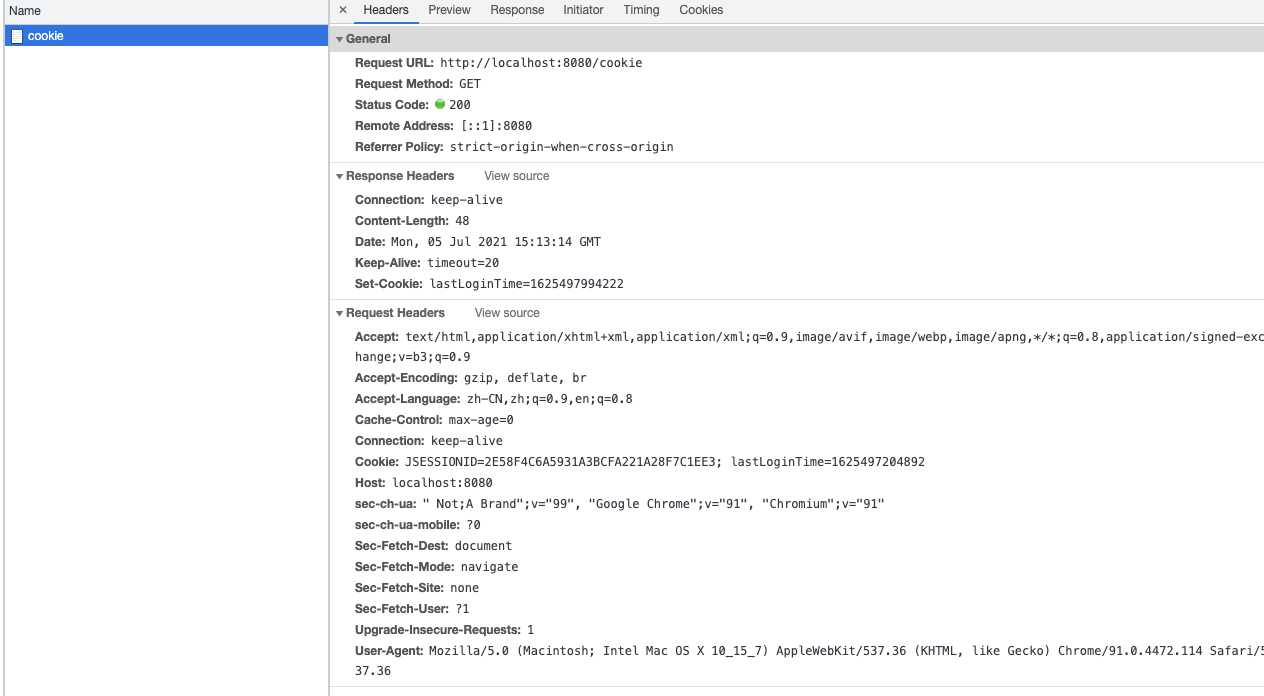 Name
cookie
× Headers Preview Response Initiator Timing Cookies
General
Request URL: http://localhost:8080/cookie
Request Method: GET
Status Code: 200
Remote Address: [::1]:8080
Referrer Policy: strict-origin-when-cross-origin
Response Headers View source
Connection: keep-alive
Content-Length: 48
Date: Mon, 05 Jul 2021 15:13:14 GMT
Keep-Alive: timeout=20
Set-Cookie: lastLoginTime=1625497994222
Request Headers View source
Accept: text/html,application/xhtml+xml,application/xml;q=0.9,image/avif,image/webp,image/apng,*/*;q=0.8,application/signed-exc
hange;v=b3;q=0.9
Accept-Encoding: gzip, deflate, br
Accept-Language: zh-CN,zh;q=0.9,en;q=0.8
Cache-Control: max-age=0
Connection: keep-alive
Cookie: JSESSIONID=2E58F4C6A5931A3BCFA221A28F7C1EE3; lastLoginTime=1625497204892
Host: localhost:8080
sec-ch-ua: " Not;A Brand";v="99", "Google Chrome";v="91", "Chromium";v="91"
sec-ch-ua-mobile: ?0
Sec-Fetch-Dest: document
Sec-Fetch-Mode: navigate
Sec-Fetch-Site: none
Sec-Fetch-User: ?1
Upgrade-Insecure-Requests: 1
User-Agent: Mozilla/5.0 (Macintosh; Intel Mac OS X 10_15_7) AppleWebKit/537.36 (KHTML, like Gecko) Chrome/91.0.4472.114 Safari/5
37.36